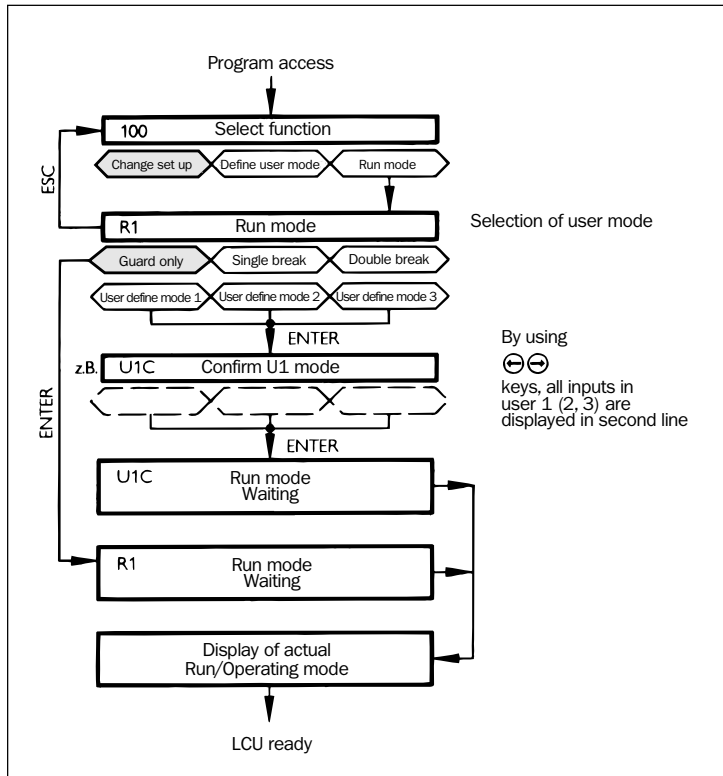 Program access
100 Select function
ESC
Change set up Define user mode Run mode
R1 Run mode
Selection of user mode
Guard only Single break Double break
User define mode 1 User define mode 2 User define mode 3
ENTER
z.B. U1C Confirm U1 mode
By using
keys, all inputs in
user 1 (2, 3) are
displayed in second line
ENTER
ENTER
U1C Run mode
Waiting
R1 Run mode
Waiting
Display of actual
Run/Operating mode
LCU ready